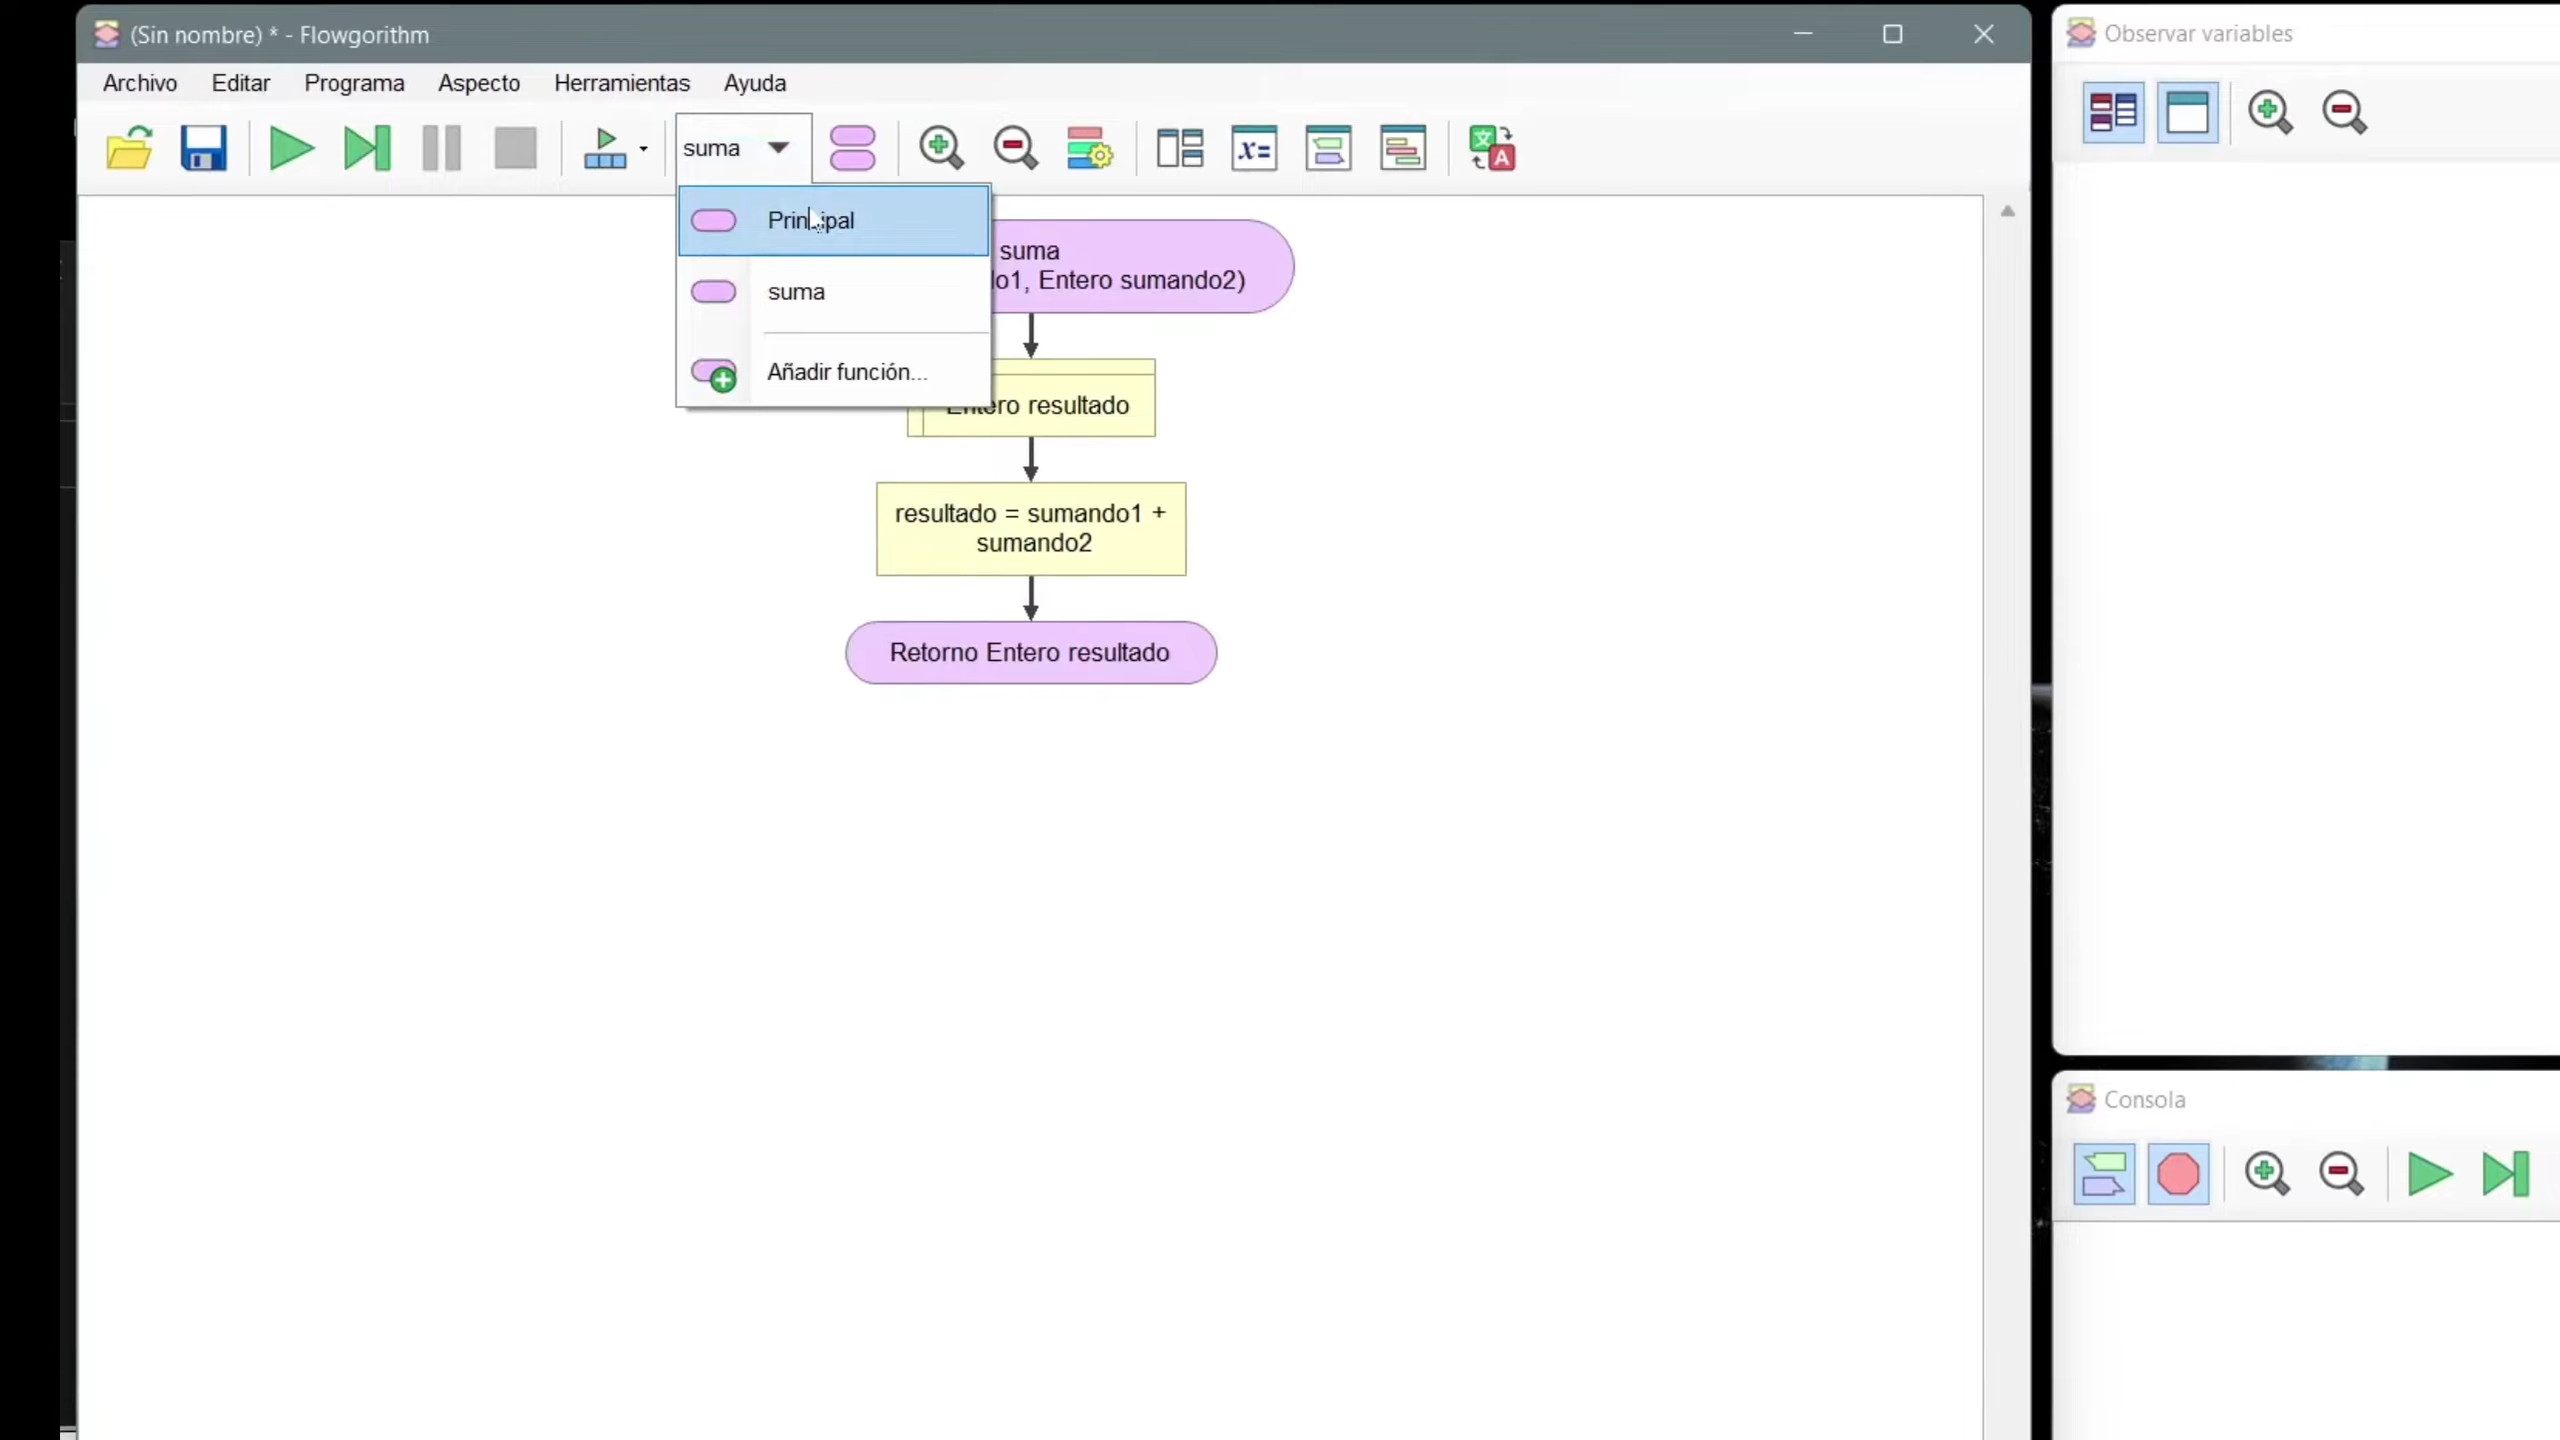 (Sin nombre) * - Flowgorithm
Archivo Editar Programa Aspecto Herramientas Ayuda
suma
Principal
suma
Añadir función...
suma
Entero sumando2)
Entero resultado
resultado = sumando1 +
sumando2
Retorno Entero resultado
Observar variables
x=
A
Consola